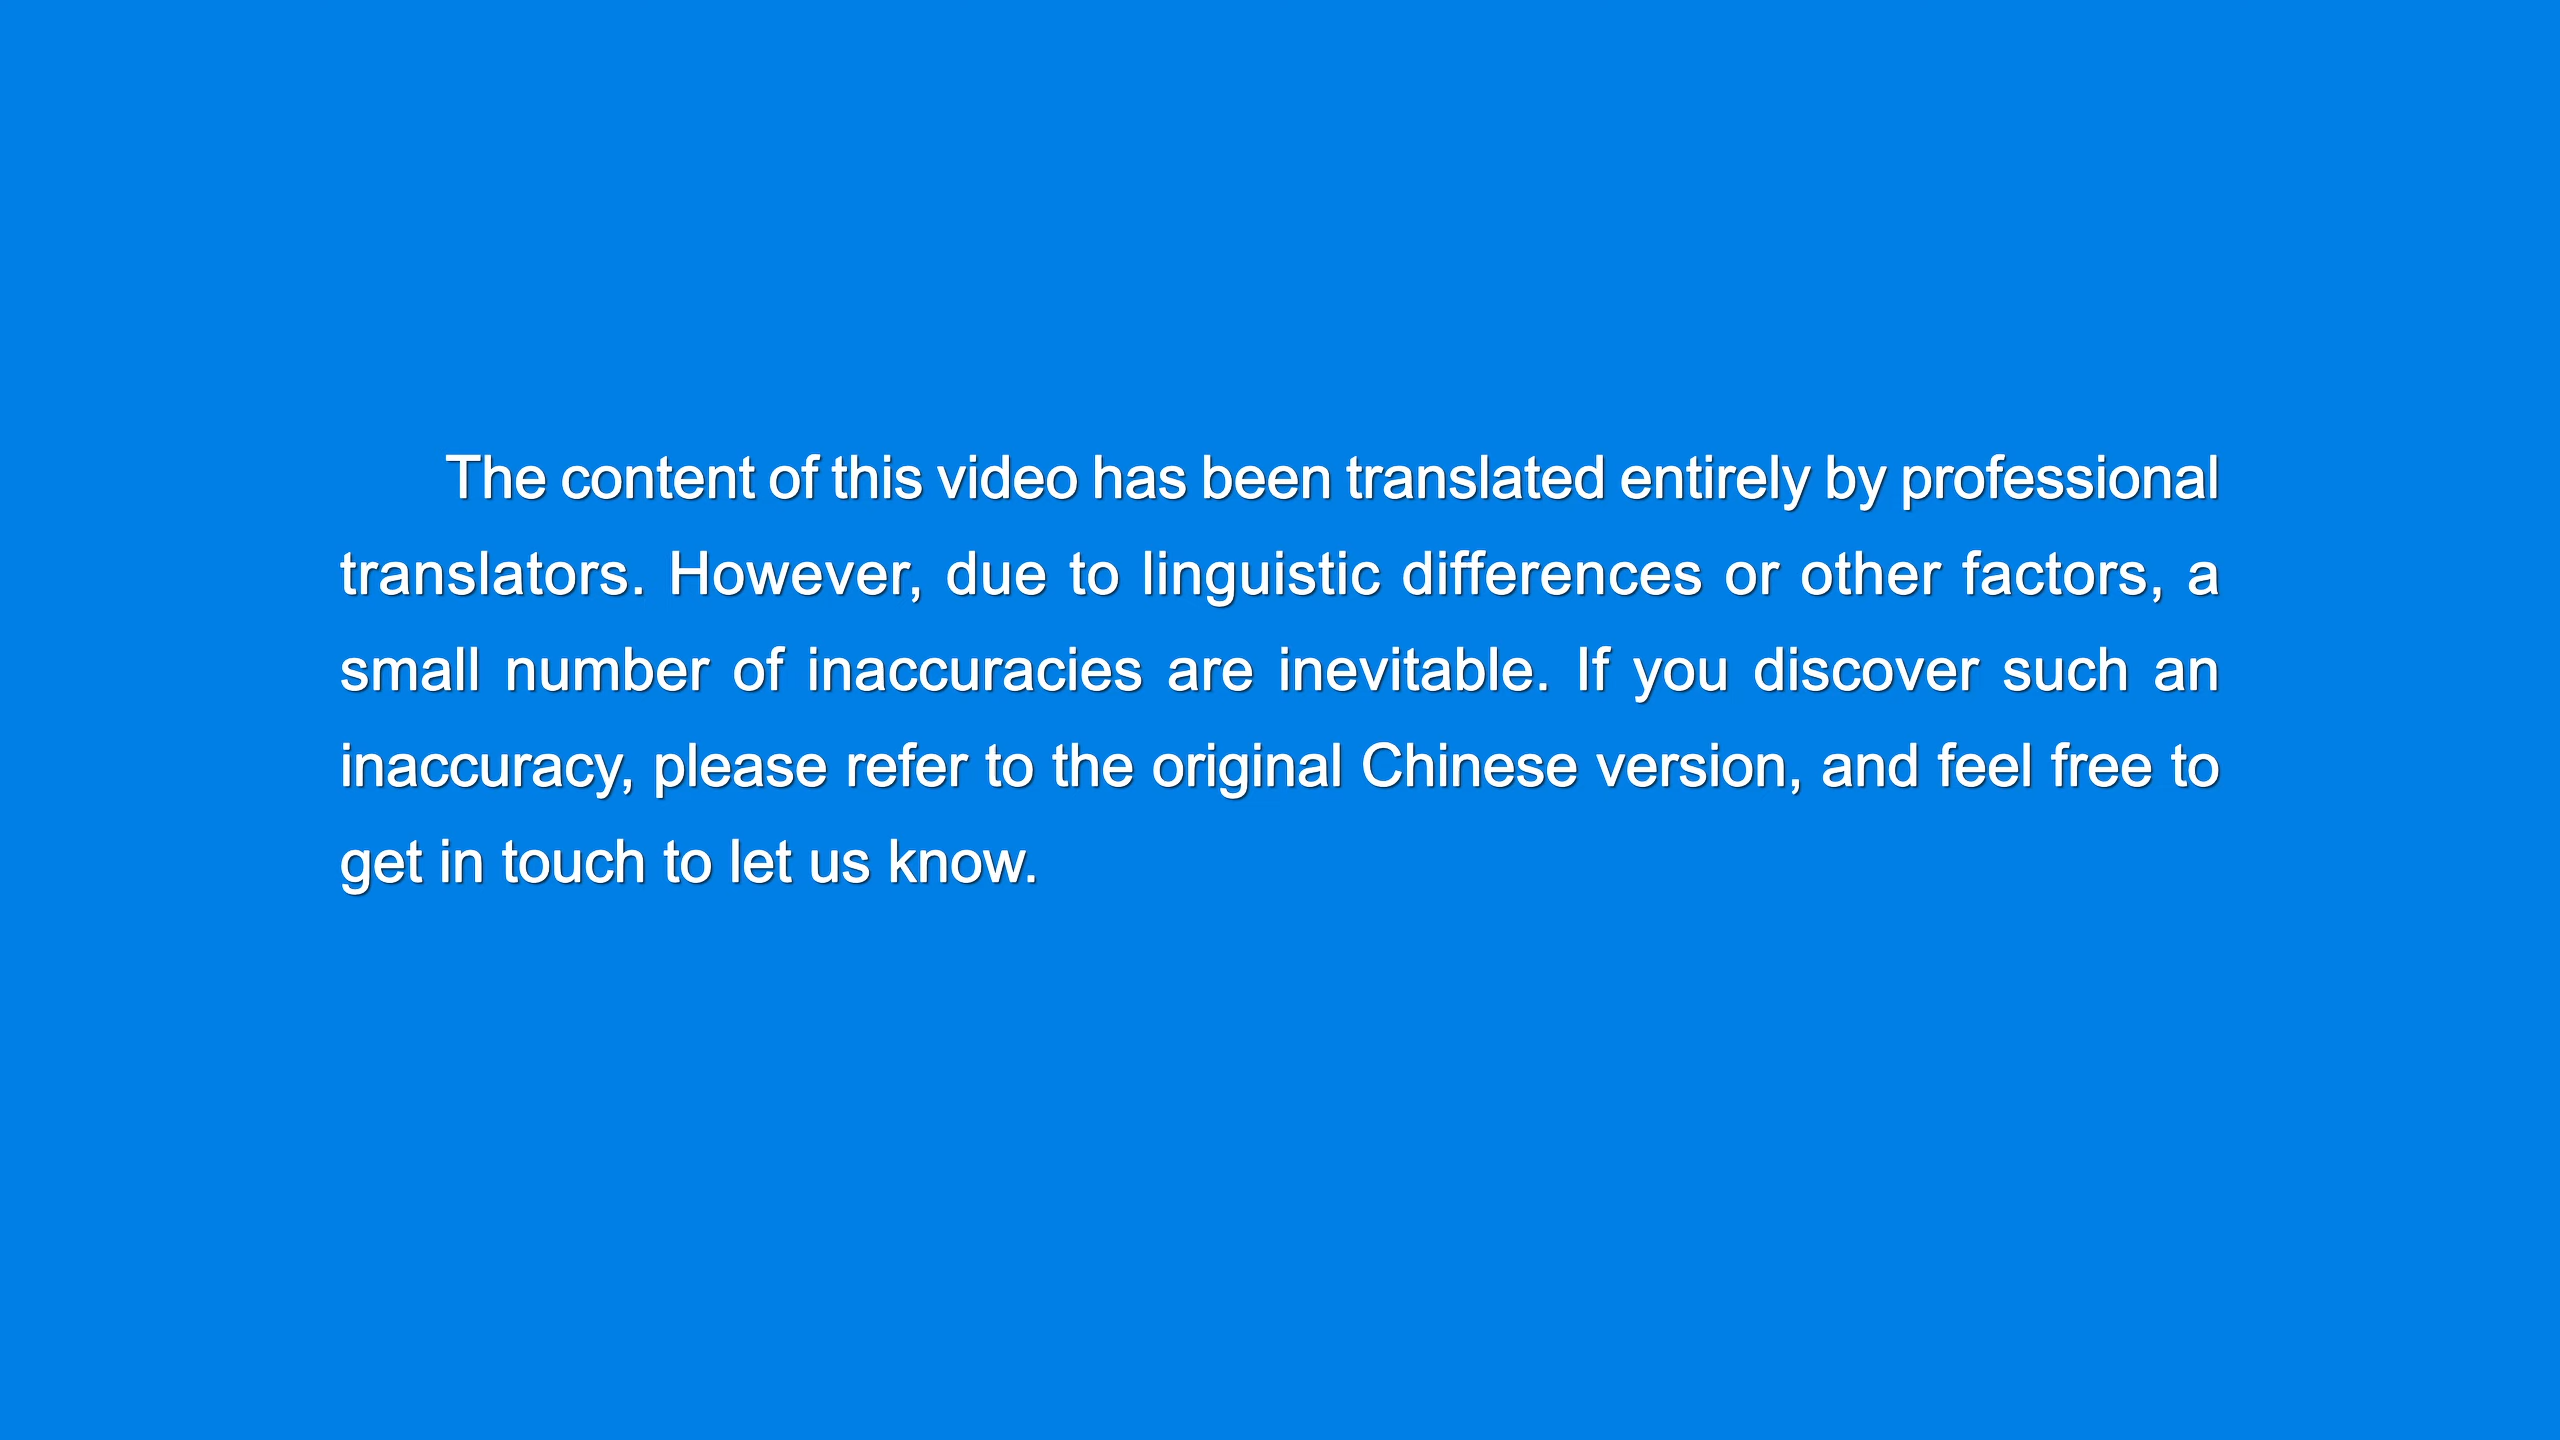 The content of this video has been translated entirely by professional
translators. However, due to linguistic differences or other factors, a
small number of inaccuracies are inevitable. If you discover such an
inaccuracy, please refer to the original Chinese version, and feel free to
get in touch to let us know.